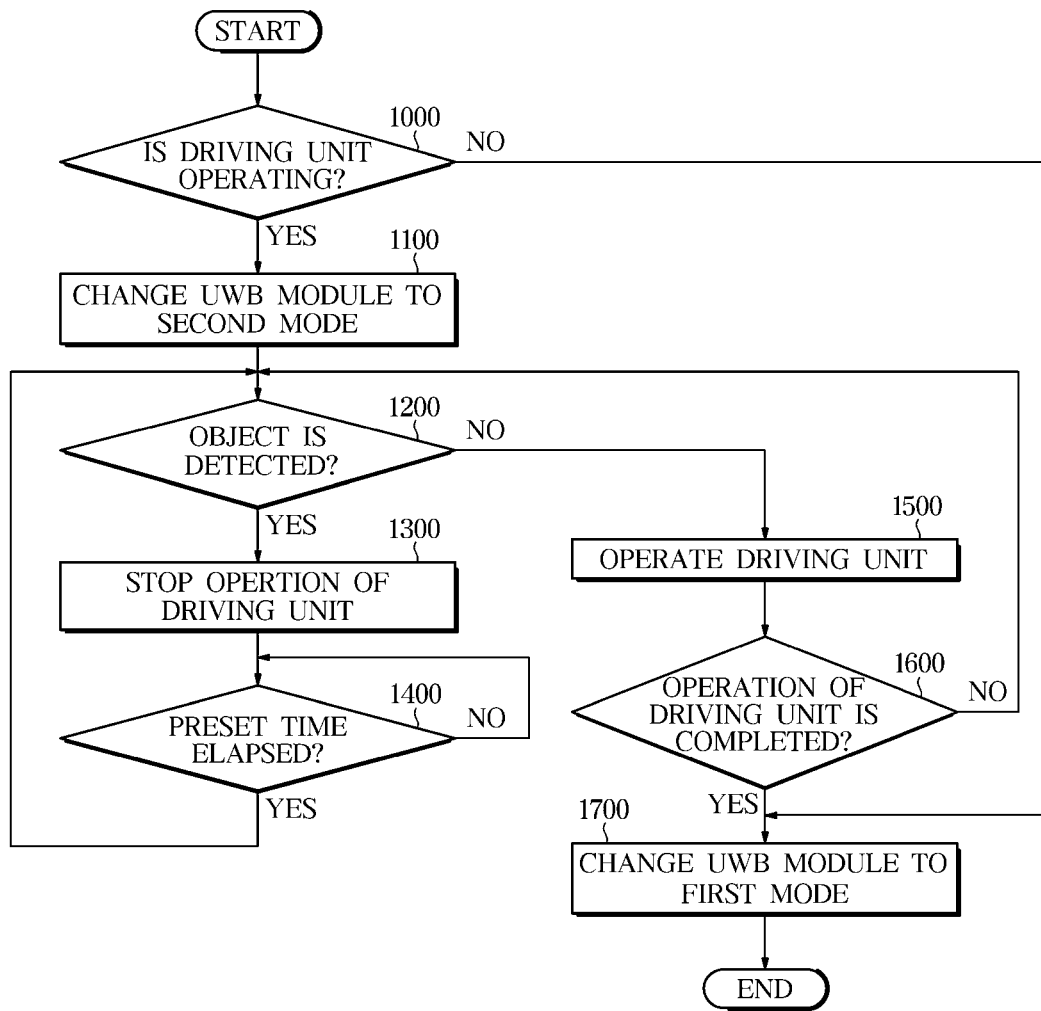 START
1000
IS DRIVING UNIT
OPERATING?
NO
YES
1100
CHANGE UWB MODULE TO
SECOND MODE
1200
OBJECT IS
DETECTED?
NO
YES
1300
STOP OPERTION OF
DRIVING UNIT
1400
PRESET TIME
ELAPSED?
NO
YES
1500
OPERATE DRIVING UNIT
1600
OPERATION OF
DRIVING UNIT IS
COMPLETED?
NO
YES
1700
CHANGE UWB MODULE TO
FIRST MODE
END